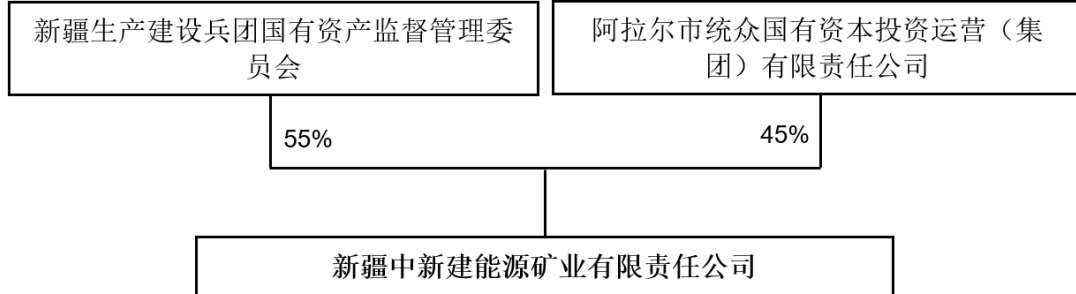 新疆生产建设兵团国有资产监督管理委
员会
阿拉尔市统众国有资本投资运营（集
团）有限责任公司
55%
45%
新疆中新建能源矿业有限责任公司